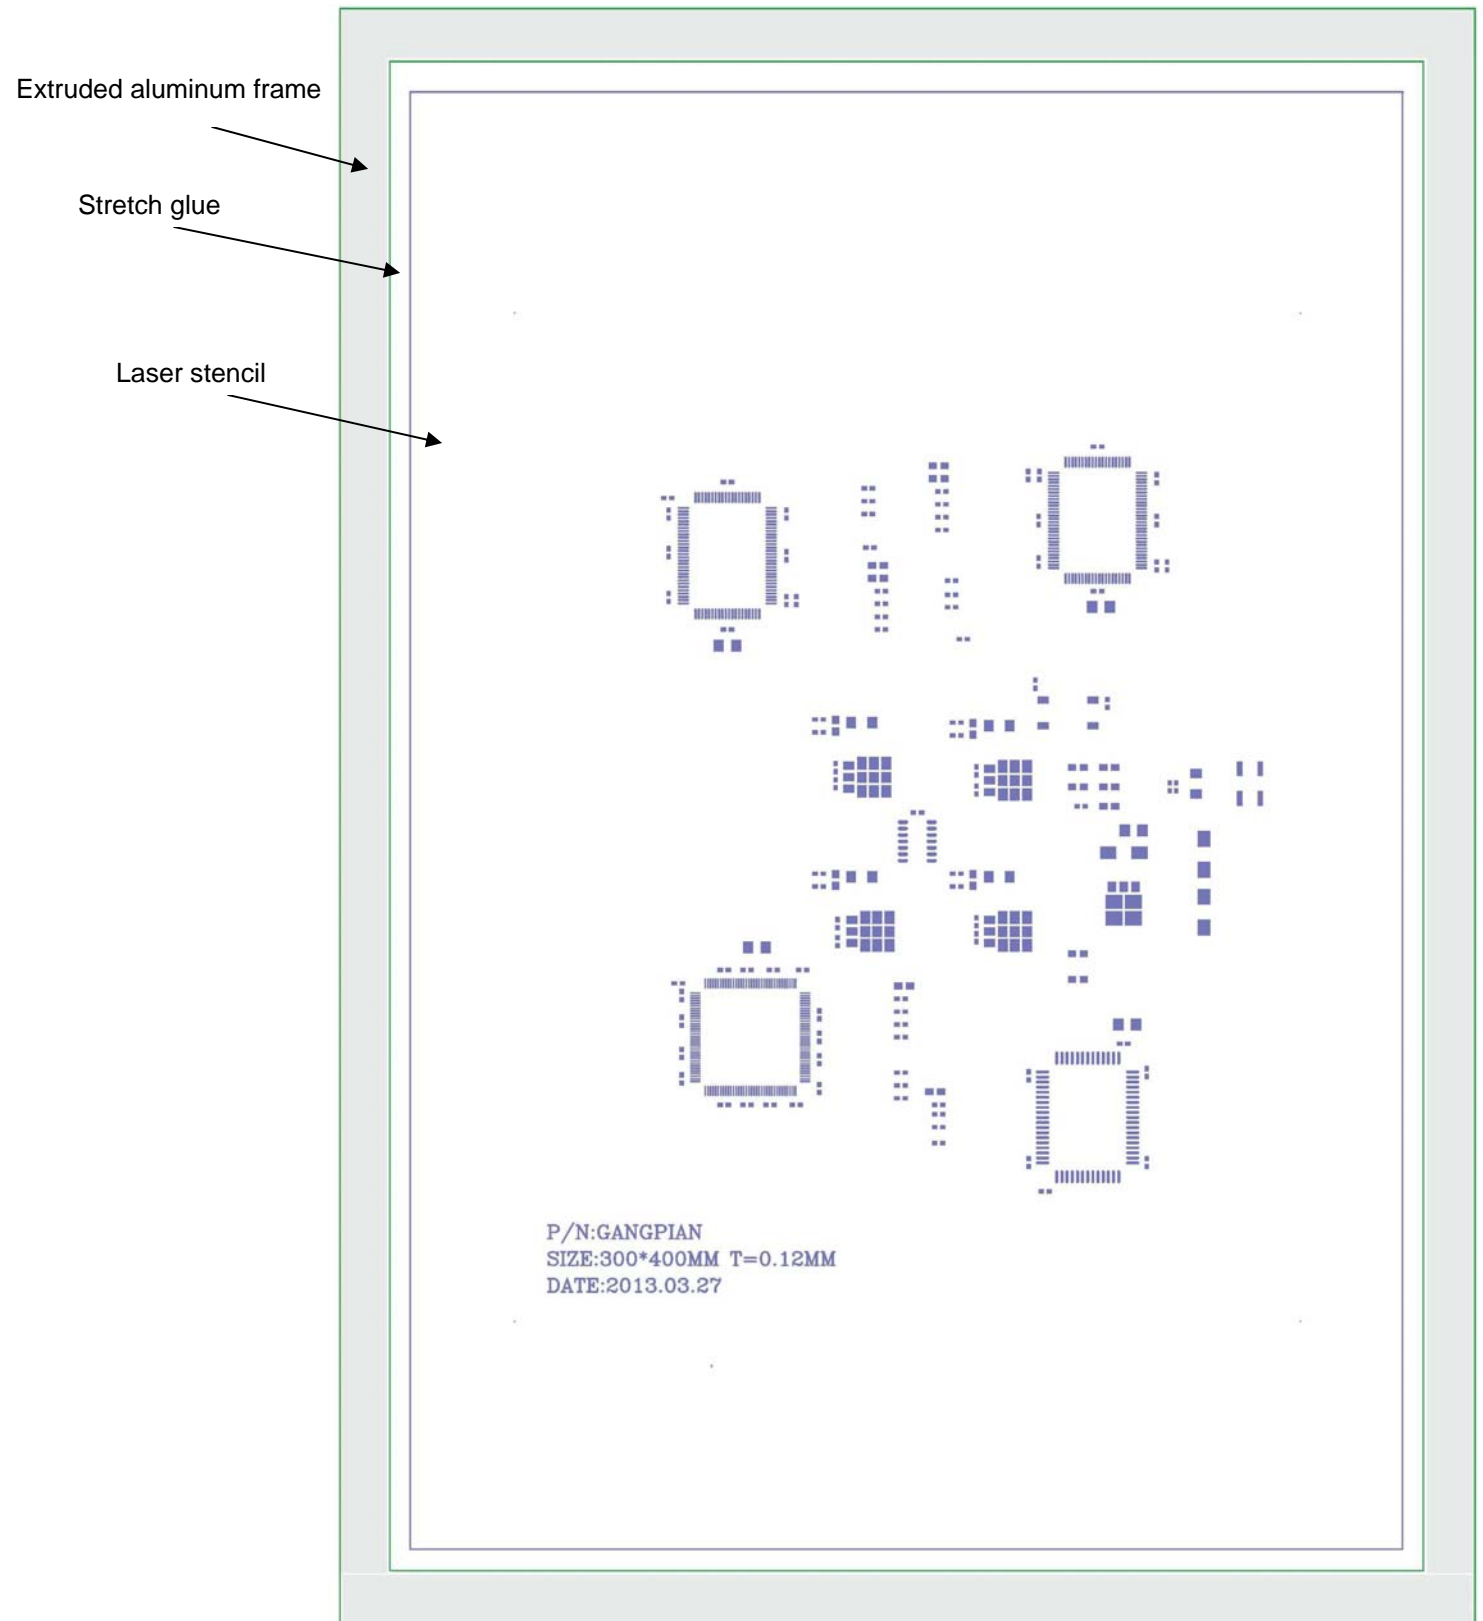 Extruded aluminum frame
Stretch glue
Laser stencil
P/N:GANGPIAN
SIZE:300*400MM T=0.12MM
DATE:2013.03.27